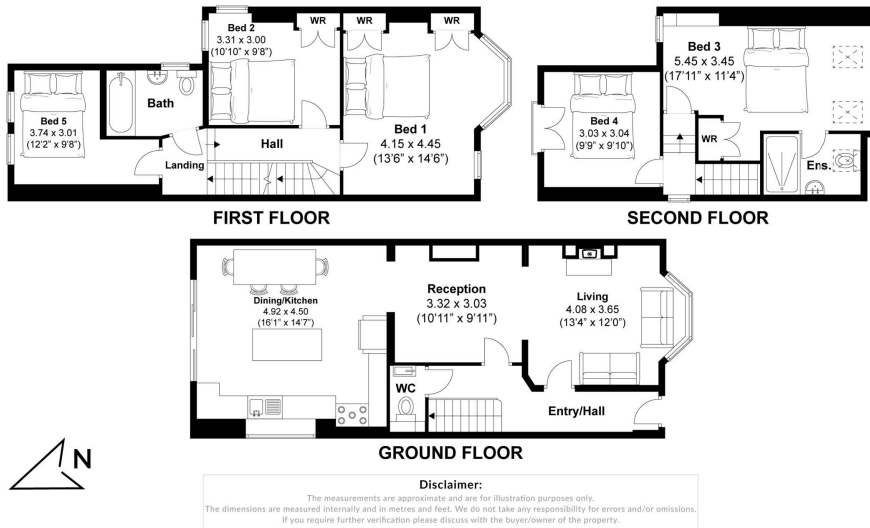 WR
WR
WR
Bed 2
3.31 x 3.00
(10'10" x 9'8")
Bed 3
5.45 x 3.45
(17'11" x 11'4")
Bath
Bed 5
3.74 x 3.01
(12'2" x 9'8")
Bed 1
4.15 x 4.45
(13'6" x 14'6")
Bed 4
3.03 x 3.04
(9'9" x 9'10")
Hall
Landing
WR
Ens.
FIRST FLOOR
SECOND FLOOR
Dining/Kitchen
4.92 x 4.50
(16'1" x 14'7")
Reception
3.32 x 3.03
(10'11" x 9'11")
Living
4.08 x 3.65
(13'4" x 12'0")
WC
Entry/Hall
GROUND FLOOR
N
Disclaimer:
The measurements are approximate and are for illustration purposes only.
The dimensions are measured internally and in metres and feet. We do not take any responsibility for errors and/or omissions.
If you require further verification please discuss with the buyer/owner of the property.